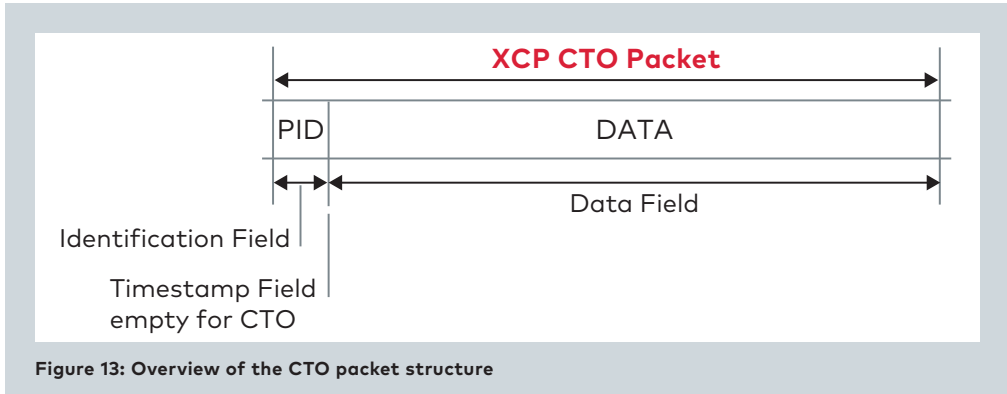 XCP CTO Packet
PID
DATA
Data Field
Identification Field
Timestamp Field
empty for CTO
Figure 13: Overview of the CTO packet structure